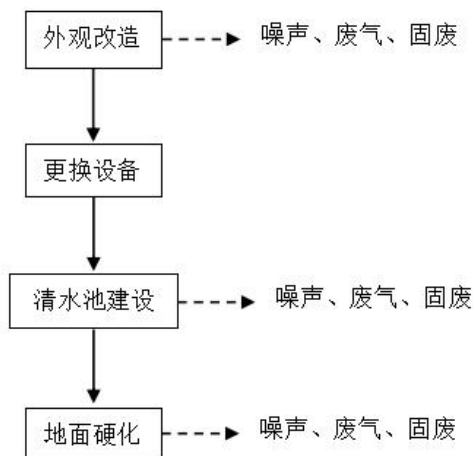 外观改造
噪声、废气、固废
更换设备
清水池建设
噪声、废气、固废
地面硬化
噪声、废气、固废